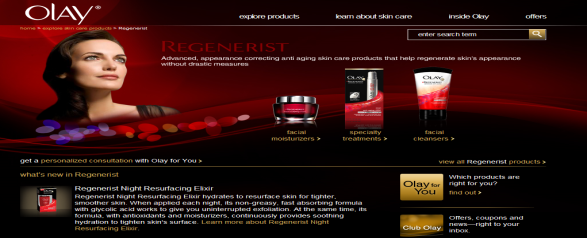 OLAY®
explore products
learn about skin care
inside Olay
offers
home > explore skin care products > Regenerist
enter search term
REGENERIST
Advanced, appearance correcting anti aging skin care products that help regenerate skin's appearance
without drastic measures
OLAY
OLAY
facial
moisturizers >
specialty
treatments >
facial
cleansers >
get a personalized consultation with Olay for You >
view all Regenerist products >
what's new in Regenerist
Regenerist Night Resurfacing Elixir
Regenerist Night Resurfacing Elixir hydrates to resurface skin for tighter,
smoother skin. When applied each night, its non-greasy, fast absorbing formula
with glycolic acid works to give you uninterrupted exfoliation. At the same time, its
formula, with antioxidants and moisturizers, continuously provides soothing
hydration to tighten skin's surface. Learn more about Regenerist Night
Resurfacing Elixir.
Olay for
You
Which products are
right for you?
find out >
Club Olay
Offers, coupons and
news—right to your
inbox.